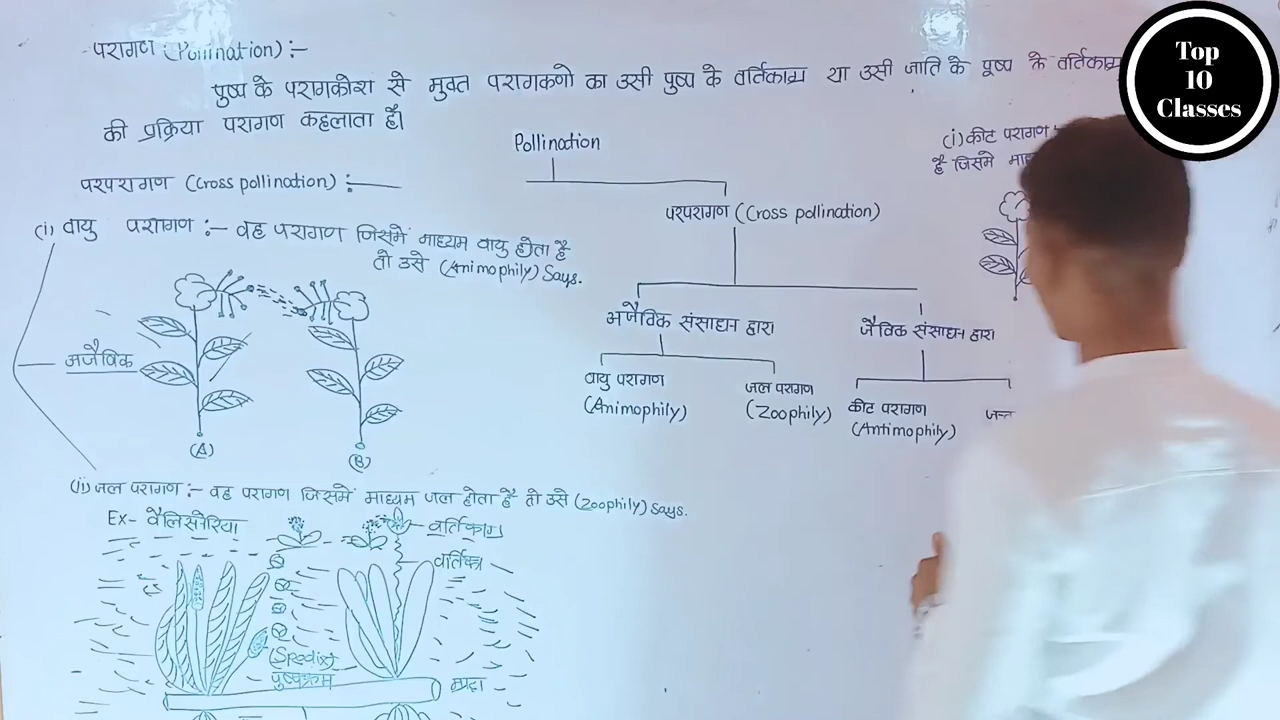 परागण (Pollination) :–
पुष्प के परागकोश से मुक्त परागकणो का उसी पुष्प के वर्तिकाग्र या उसी जाति के पुष्प के वर्तिकाग्र
की प्रक्रिया परागण कहलाता है।
परपरागण (Cross pollination) :—
(i) वायु परागण :– वह परागण जिसमें माध्यम वायु होता है
तो उसे (Animophily) Says.
अजैविक
(A)
(B)
(ii) जल परागण :– वह परागण जिसमें माध्यम जल होता है तो उसे (Zoophily) Says.
Ex– वैलिसनेरिया
वर्तिकाग्र
वर्तिका
(Spedix)
पुष्पक्रम
Pollination
परपरागण (Cross pollination)
अजैविक संसाधन द्वारा
जैविक संसाधन द्वारा
वायु परागण
(Animophily)
जल परागण
(Zoophily)
कीट परागण
(Antimophily)
जन्त
(i) कीट परागण :
है जिसमे माध
Top
10
Classes